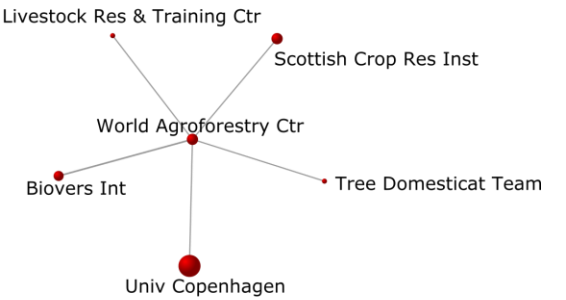 Livestock Res & Training Ctr
Scottish Crop Res Inst
World Agroforestry Ctr
Biovers Int
Tree Domesticat Team
Univ Copenhagen